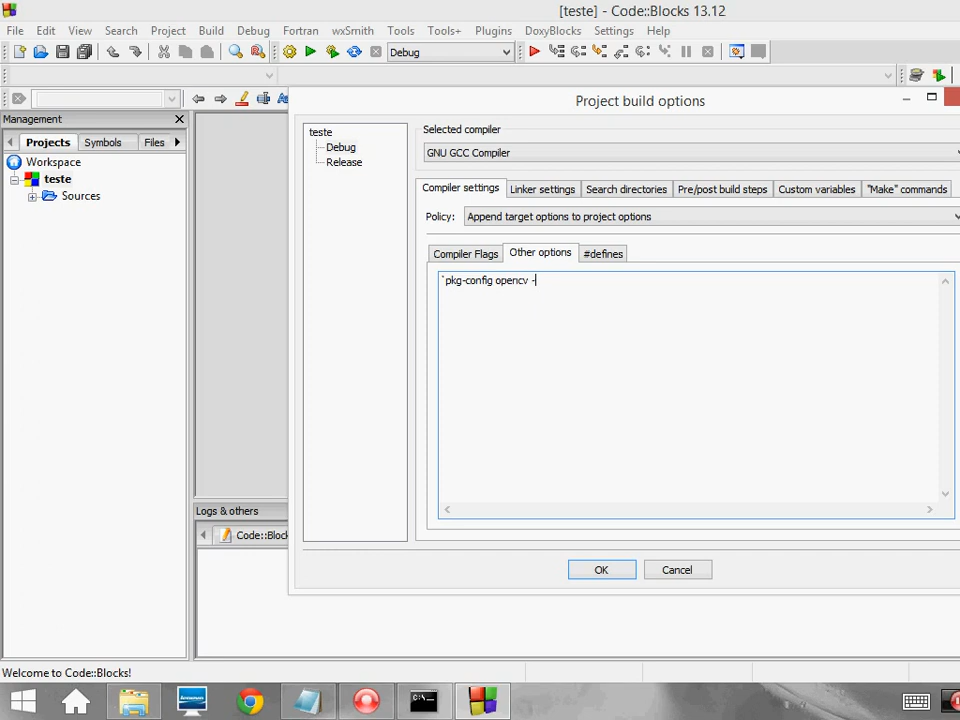 [teste] - Code::Blocks 13.12
File Edit View Search Project Build Debug Fortran wxSmith Tools Tools+ Plugins DoxyBlocks Settings Help
Debug
Management
Projects Symbols Files
Workspace
teste
Sources
Project build options
teste
Debug
Release
Selected compiler
GNU GCC Compiler
Compiler settings Linker settings Search directories Pre/post build steps Custom variables "Make" commands
Policy: Append target options to project options
Compiler Flags Other options #defines
`pkg-config opencv -
OK Cancel
Logs & others
Code::Bloc
Welcome to Code::Blocks!